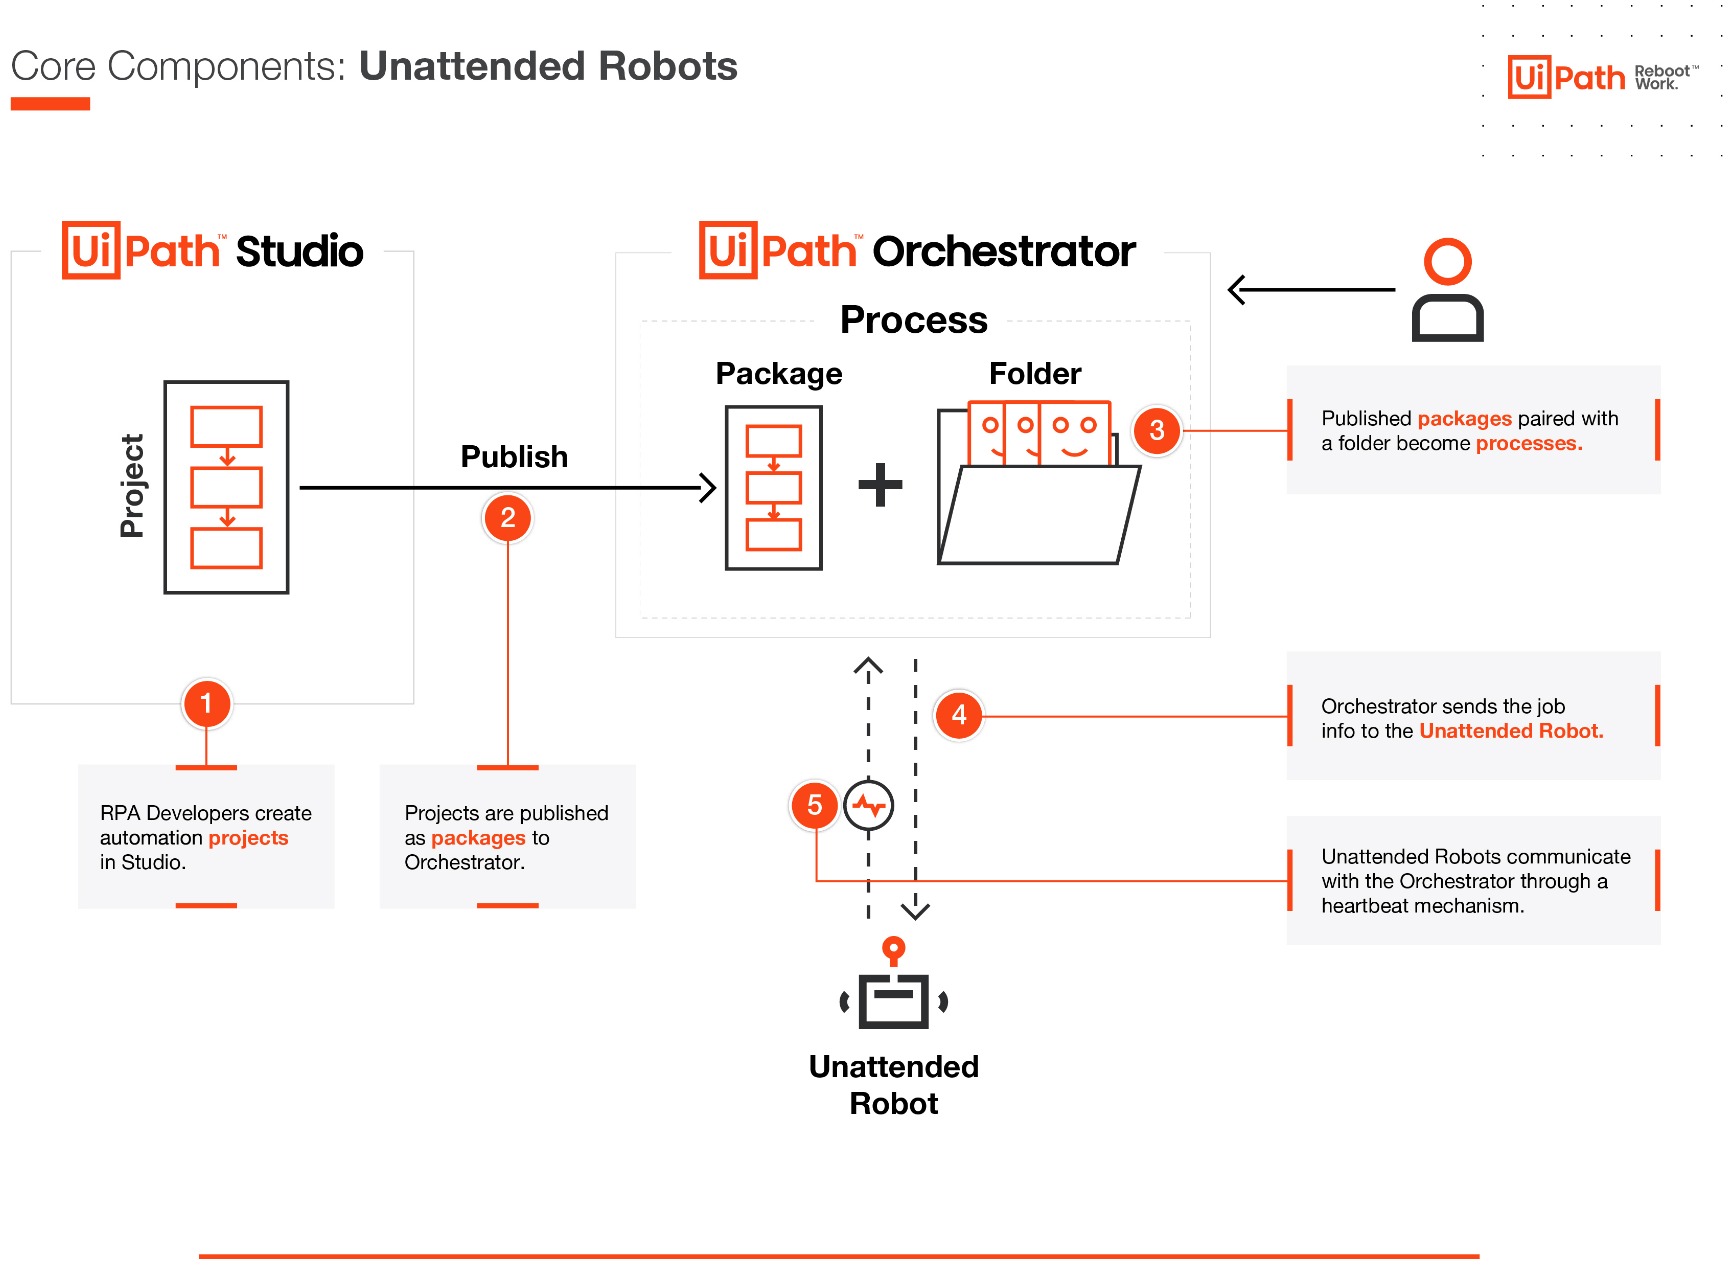 Core Components: Unattended Robots
UiPath Reboot™
Work.
UiPath™ Studio
UiPath™ Orchestrator
Process
Package
Folder
Project
Publish
3
Published packages paired with
a folder become processes.
2
1
4
Orchestrator sends the job
info to the Unattended Robot.
RPA Developers create
automation projects
in Studio.
Projects are published
as packages to
Orchestrator.
5
Unattended Robots communicate
with the Orchestrator through a
heartbeat mechanism.
Unattended
Robot